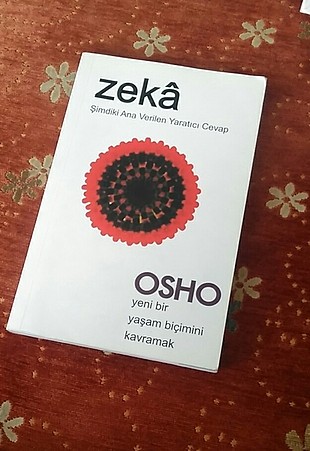 zekâ
Şimdiki Ana Verilen Yaratıcı Cevap
OSHO
yeni bir
yaşam biçimini
kavramak